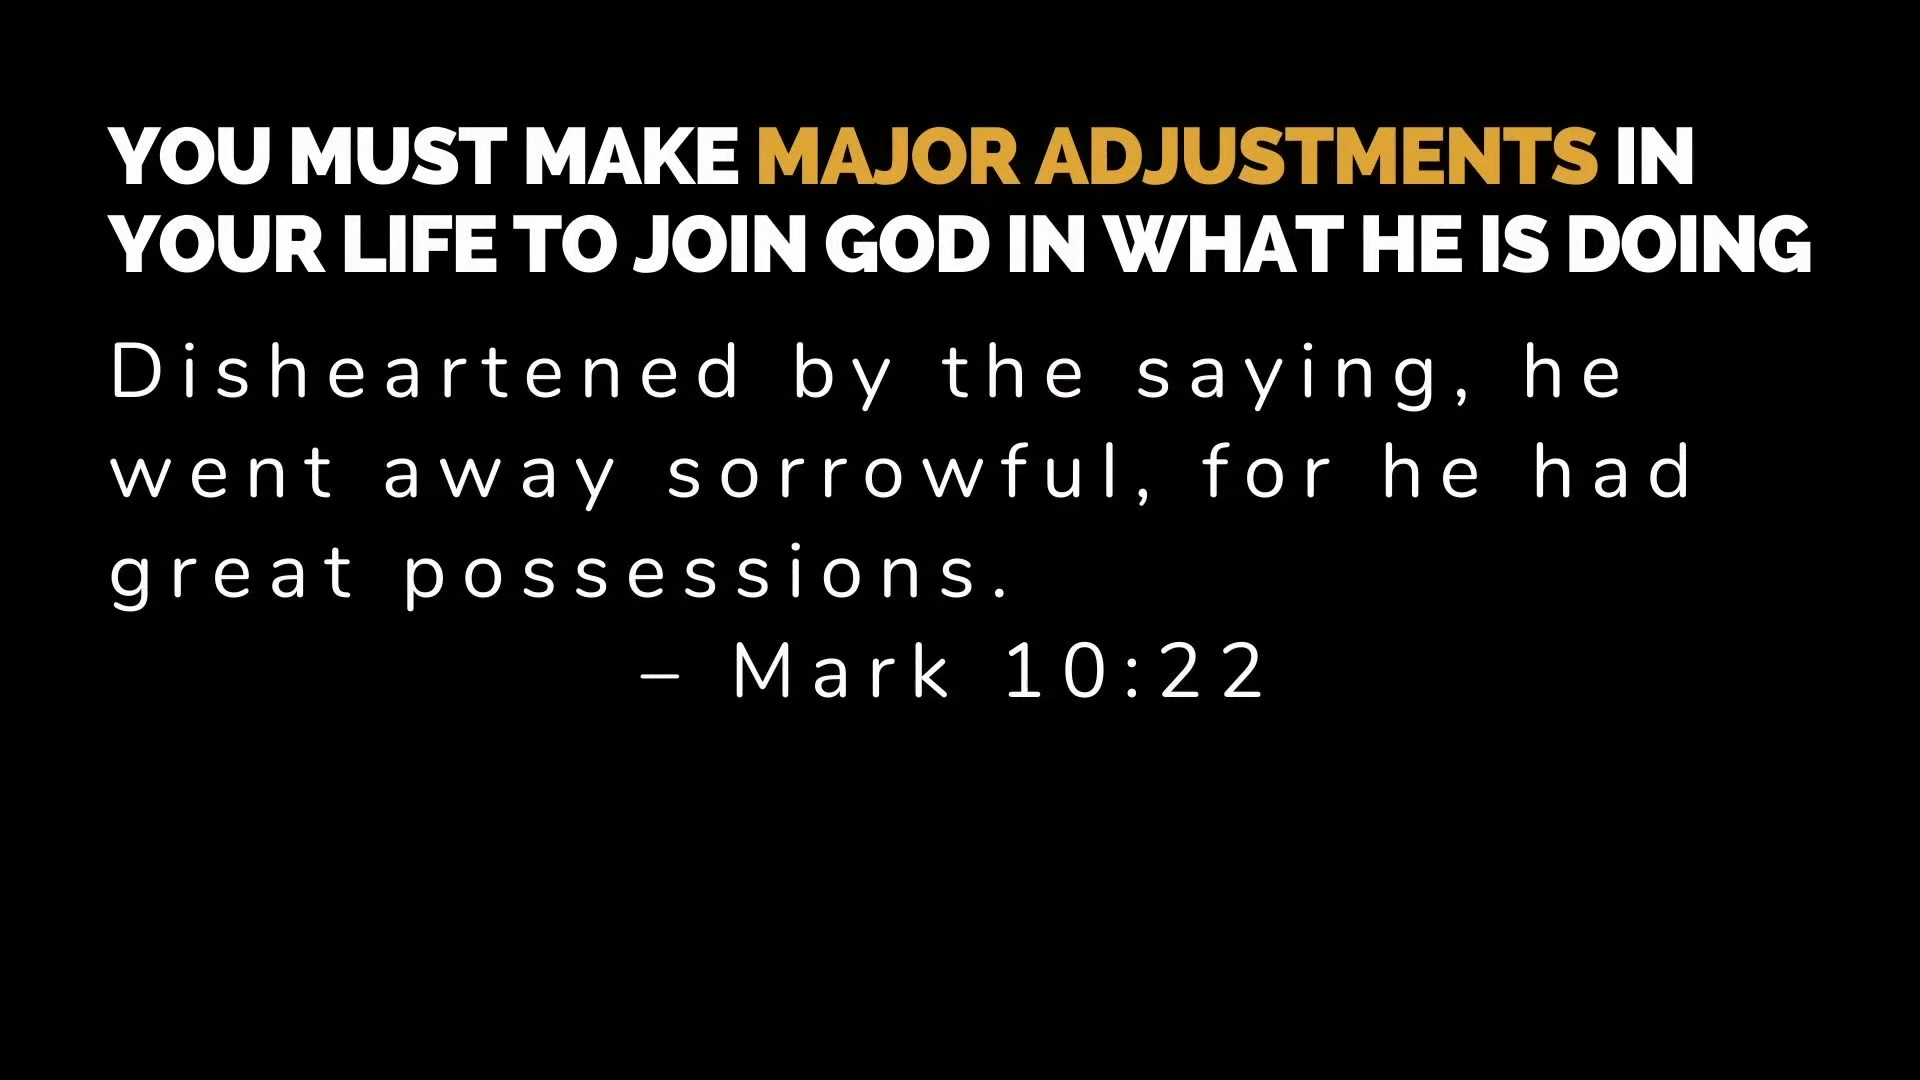 YOU MUST MAKE MAJOR ADJUSTMENTS IN
YOUR LIFE TO JOIN GOD IN WHAT HE IS DOING
Disheartened by the saying, he
went away sorrowful, for he had
great possessions.
– Mark 10:22